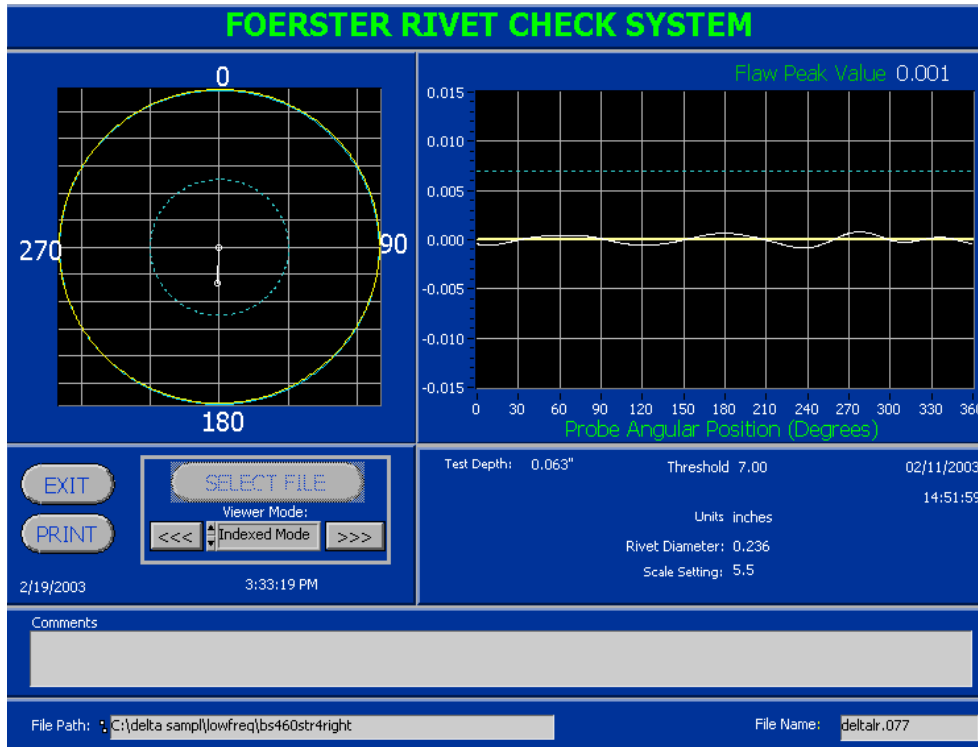 FOERSTER RIVET CHECK SYSTEM
0
270
90
180
Flaw Peak Value 0.001
0.015
0.010
0.005
0.000
-0.005
-0.010
-0.015
0 30 60 90 120 150 180 210 240 270 300 330 360
Probe Angular Position (Degrees)
EXIT
SELECT FILE
PRINT
Viewer Mode:
<<< Indexed Mode >>>
2/19/2003 3:33:19 PM
Test Depth: 0.063" Threshold 7.00 02/11/2003
14:51:59
Units inches
Rivet Diameter: 0.236
Scale Setting: 5.5
Comments
File Path: C:\delta sampl\lowfreq\bs460str4right
File Name: deltalr.077